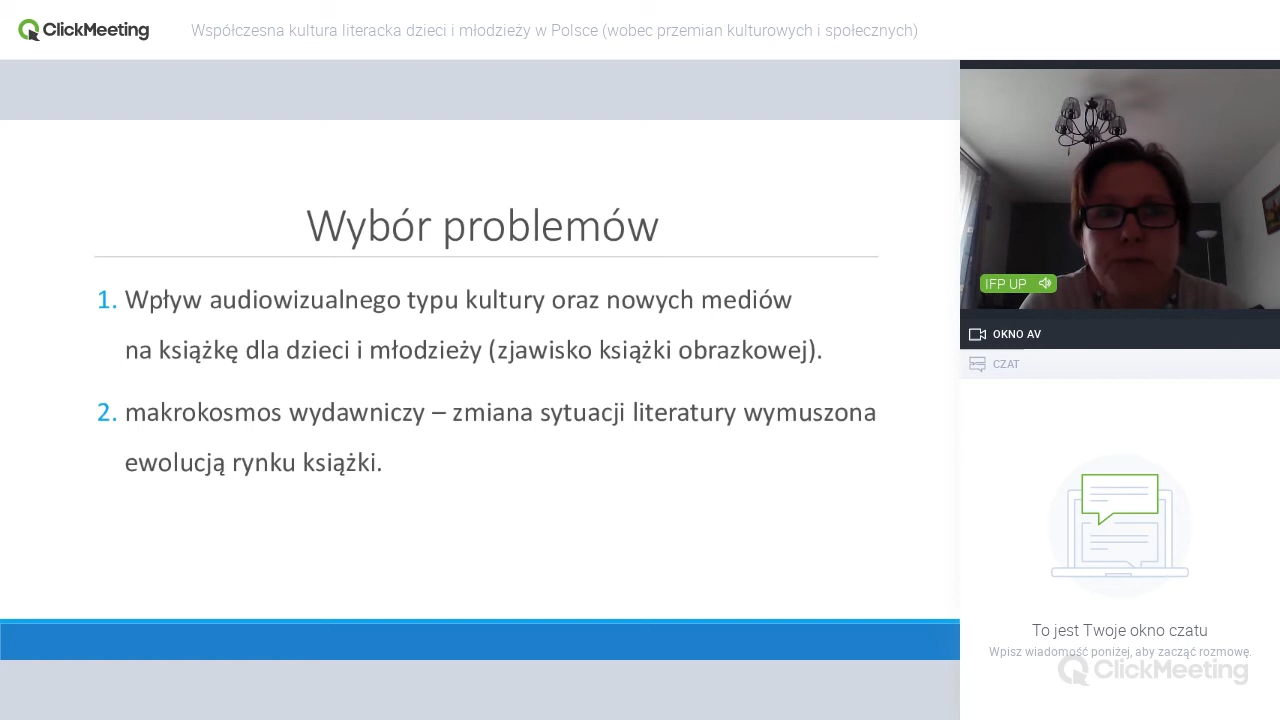 ClickMeeting
Współczesna kultura literacka dzieci i młodzieży w Polsce (wobec przemian kulturowych i społecznych)
Wybór problemów
1. Wpływ audiowizualnego typu kultury oraz nowych mediów
na książkę dla dzieci i młodzieży (zjawisko książki obrazkowej).
2. makrokosmos wydawniczy – zmiana sytuacji literatury wymuszona
ewolucją rynku książki.
IFP UP
OKNO AV
CZAT
To jest Twoje okno czatu
Wpisz wiadomość poniżej, aby zacząć rozmowę.
ClickMeeting